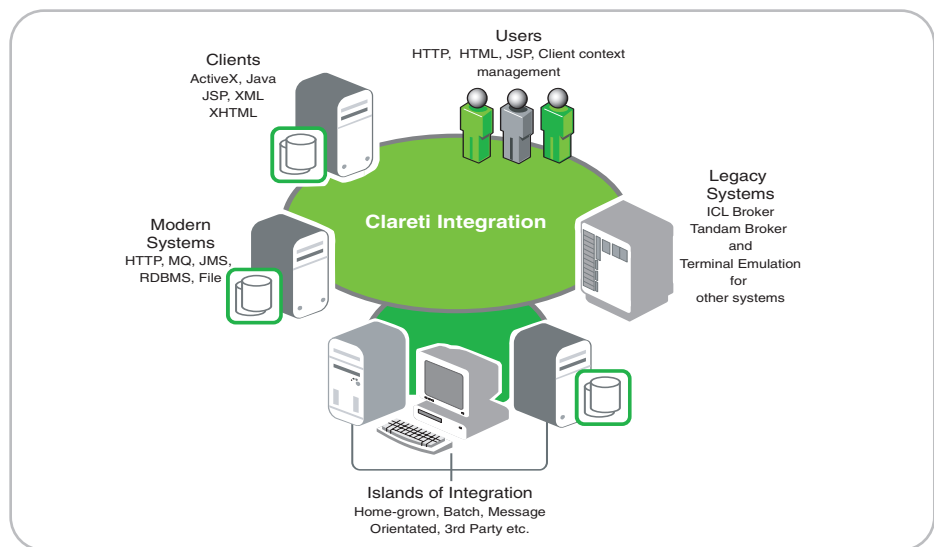 Users
HTTP, HTML, JSP, Client context
management
Clients
ActiveX, Java
JSP, XML
XHTML
Legacy
Systems
ICL Broker
Tandam Broker
and
Terminal Emulation
for
other systems
Clareti Integration
Modern
Systems
HTTP, MQ, JMS,
RDBMS, File
Islands of Integration
Home-grown, Batch, Message
Orientated, 3rd Party etc.